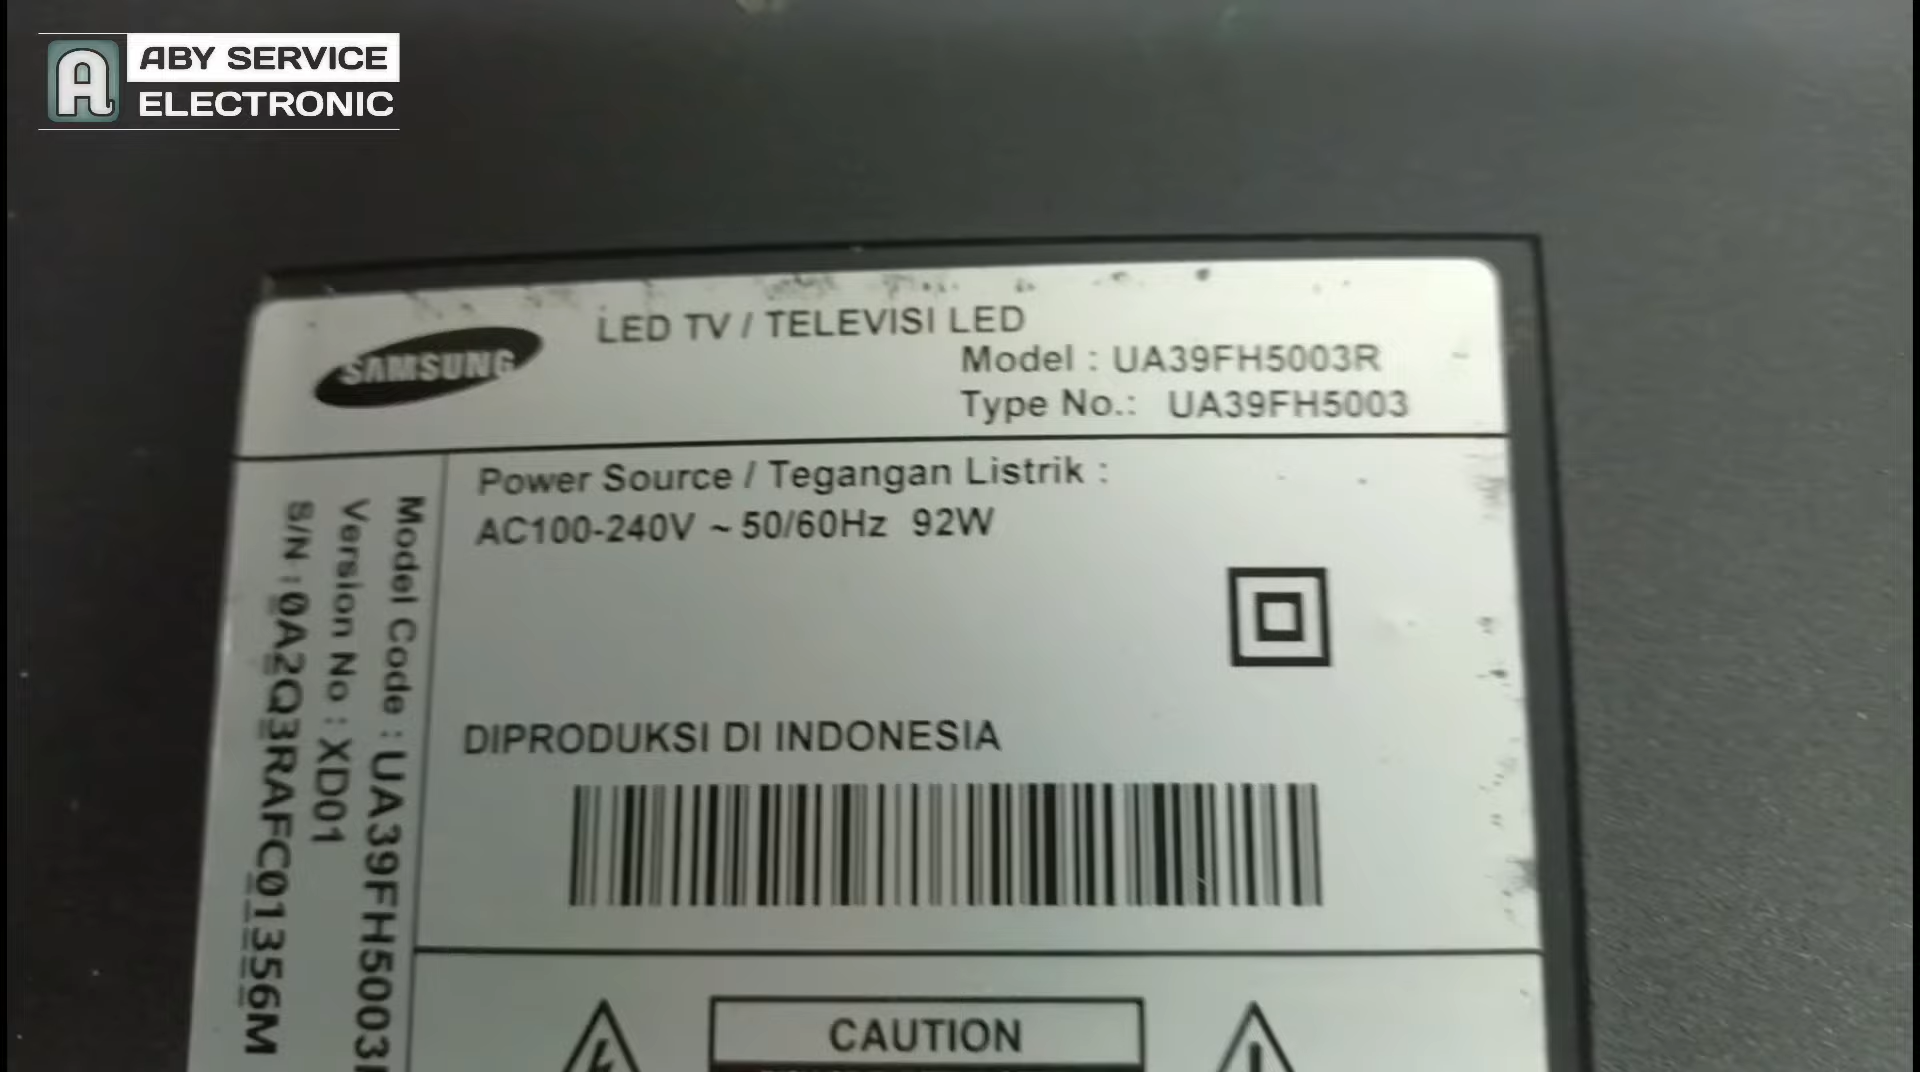 ABY SERVICE
ELECTRONIC
SAMSUNG
LED TV / TELEVISI LED
Model : UA39FH5003R
Type No.: UA39FH5003
Power Source / Tegangan Listrik :
AC100-240V ~ 50/60Hz 92W
DIPRODUKSI DI INDONESIA
Model Code : UA39FH5003
Version No : XD01
S/N : 0A2Q3RAFC01356M
CAUTION